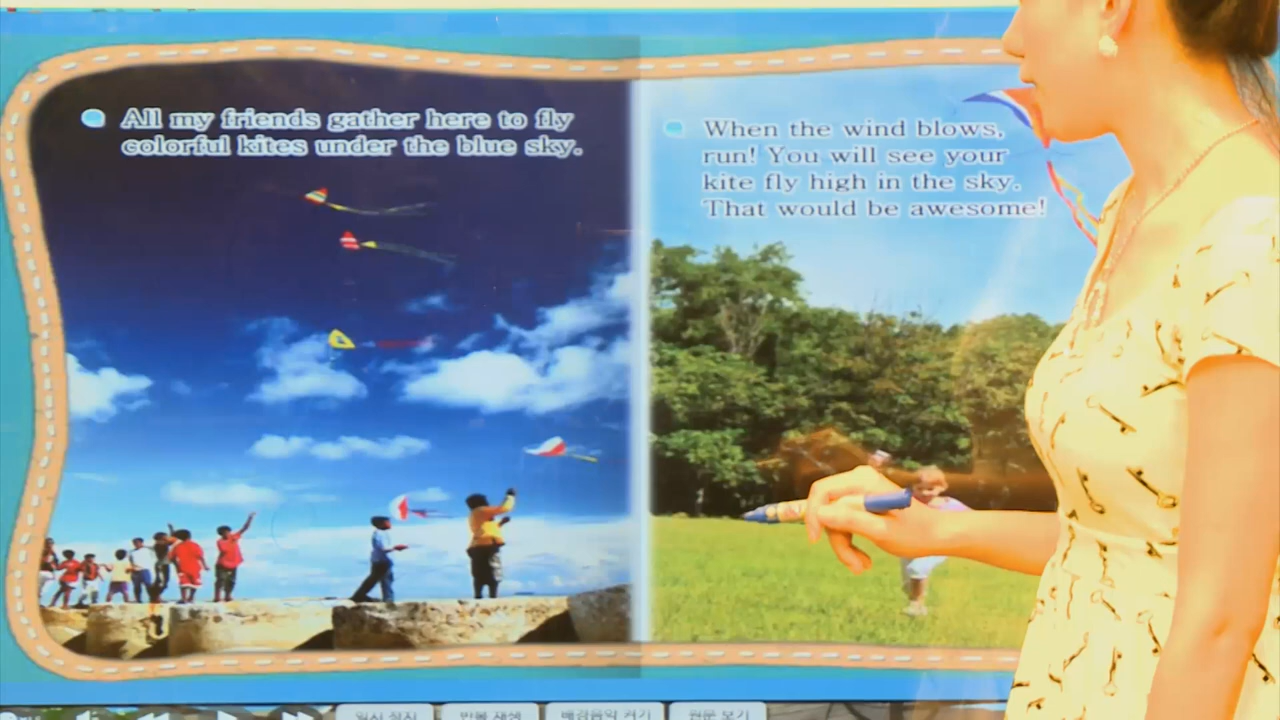 All my friends gather here to fly
colorful kites under the blue sky.
When the wind blows,
run! You will see your
kite fly high in the sky.
That would be awesome!